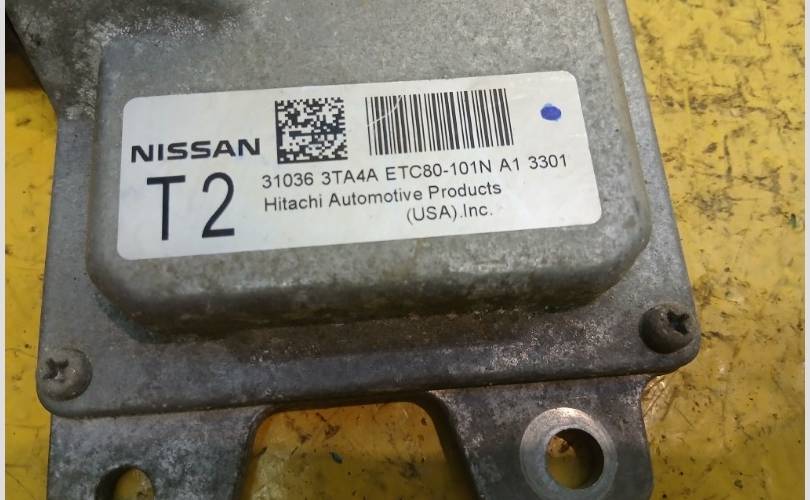 NISSAN
T2
31036 3TA4A ETC80-101N A1 3301
Hitachi Automotive Products
(USA).Inc.